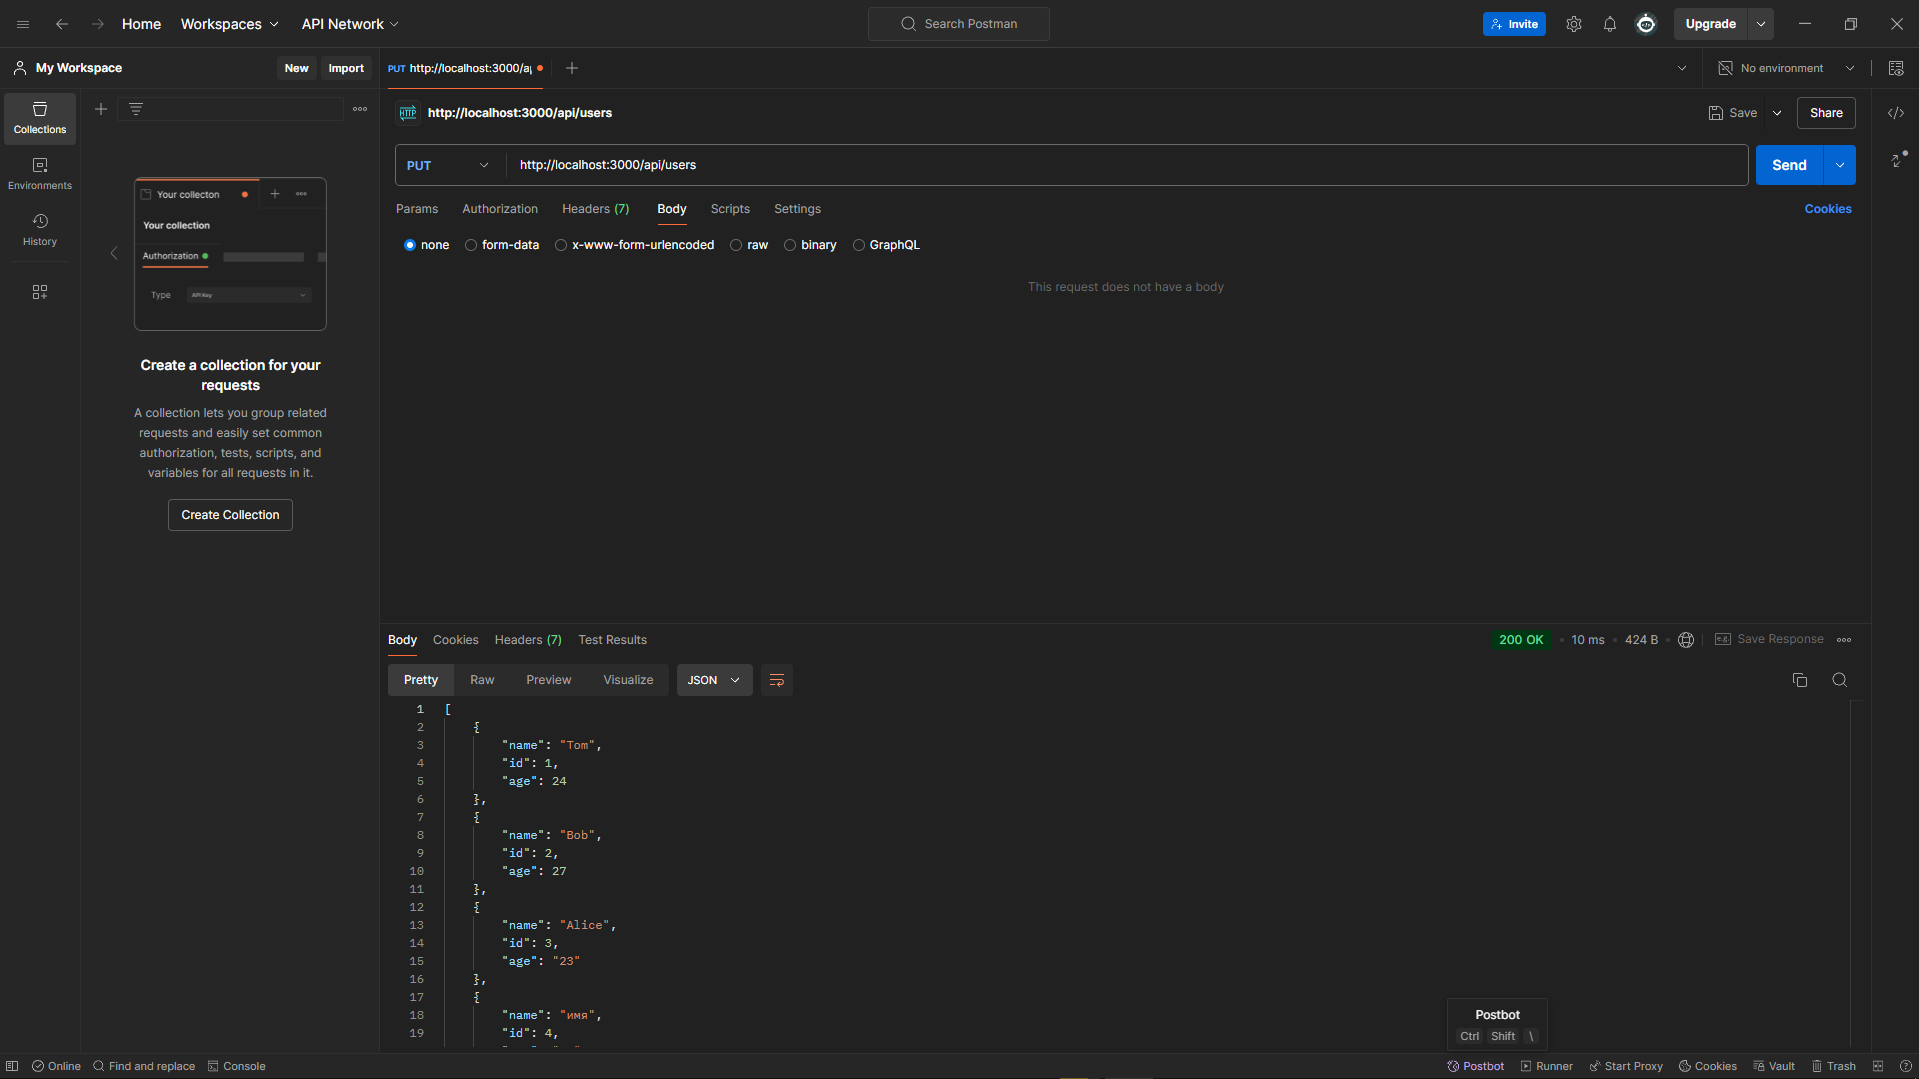 Home Workspaces API Network Search Postman Invite Upgrade
My Workspace New Import PUT http://localhost:3000/a No environment
Collections
Environments
History
Your collecton
Your collection
Authorization
Type API Key
Create a collection for your
requests
A collection lets you group related
requests and easily set common
authorization, tests, scripts, and
variables for all requests in it.
Create Collection
HTTP http://localhost:3000/api/users Save Share
PUT http://localhost:3000/api/users Send
Params Authorization Headers (7) Body Scripts Settings Cookies
none form-data x-www-form-urlencoded raw binary GraphQL
This request does not have a body
Body Cookies Headers (7) Test Results 200 OK 10 ms 424 B e.g. Save Response
Pretty Raw Preview Visualize JSON
1 [
2 {
3 "name": "Tom",
4 "id": 1,
5 "age": 24
6 },
7 {
8 "name": "Bob",
9 "id": 2,
10 "age": 27
11 },
12 {
13 "name": "Alice",
14 "id": 3,
15 "age": "23"
16 },
17 {
18 "name": "имя",
19 "id": 4,
Postbot
Ctrl Shift \
Online Find and replace Console Postbot Runner Start Proxy Cookies Vault Trash